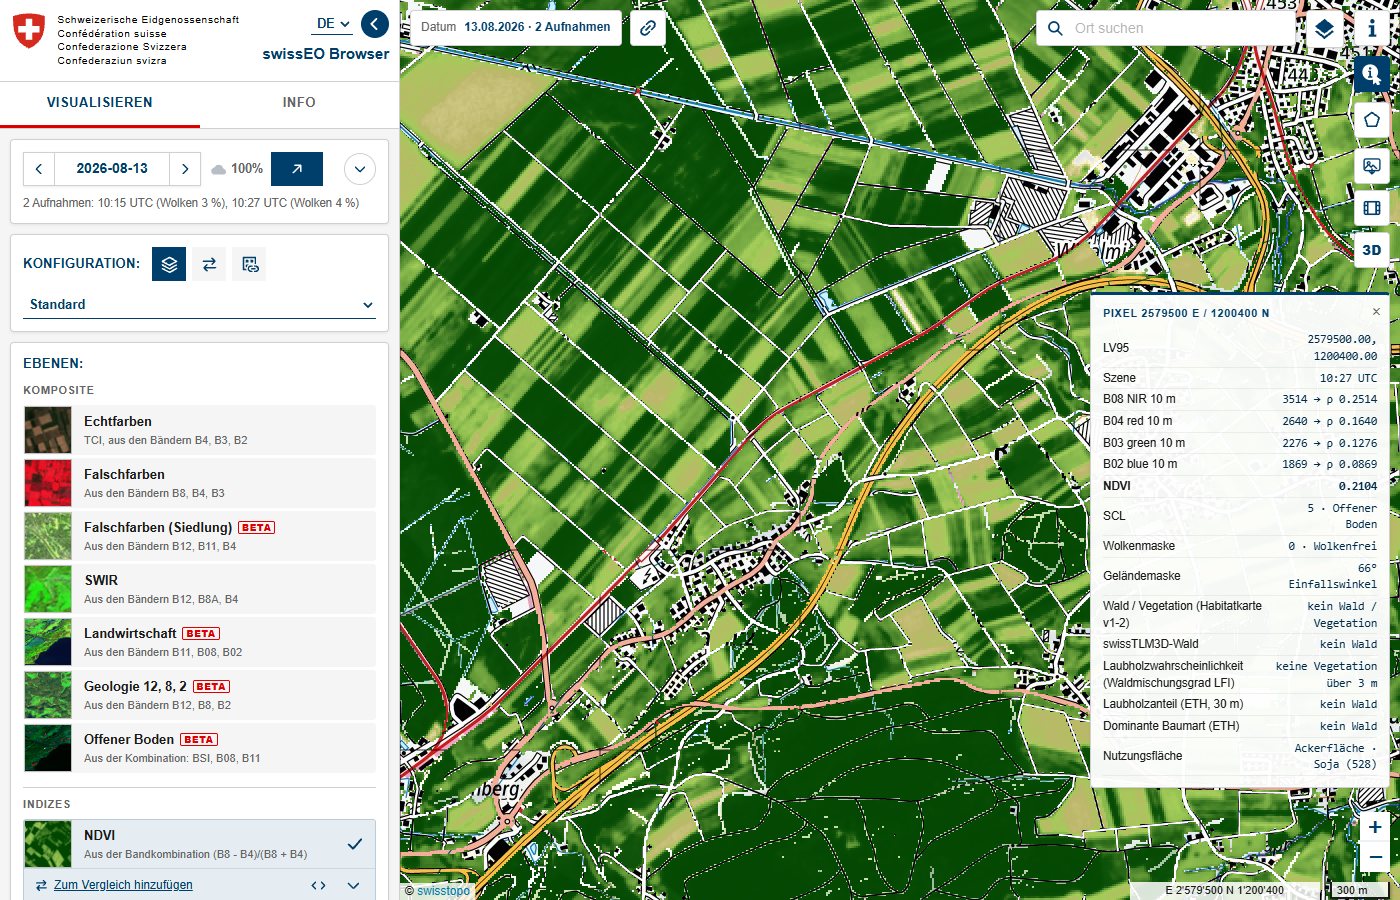 Schweizerische Eidgenossenschaft
Confédération suisse
Confederazione Svizzera
Confederaziun svizra
DE
swissEO Browser
VISUALISIEREN
INFO
2026-08-13
100%
2 Aufnahmen: 10:15 UTC (Wolken 3 %), 10:27 UTC (Wolken 4 %)
KONFIGURATION:
Standard
EBENEN:
KOMPOSITE
Echtfarben
TCI, aus den Bändern B4, B3, B2
Falschfarben
Aus den Bändern B8, B4, B3
Falschfarben (Siedlung) BETA
Aus den Bändern B12, B11, B4
SWIR
Aus den Bändern B12, B8A, B4
Landwirtschaft BETA
Aus den Bändern B11, B08, B02
Geologie 12, 8, 2 BETA
Aus den Bändern B12, B8, B2
Offener Boden BETA
Aus der Kombination: BSI, B08, B11
INDIZES
NDVI
Aus der Bandkombination (B8 - B4)/(B8 + B4)
Zum Vergleich hinzufügen
Datum 13.08.2026 · 2 Aufnahmen
Ort suchen
453
3D
PIXEL 2579500 E / 1200400 N
×
LV95 2579500.00,
1200400.00
Szene 10:27 UTC
B08 NIR 10 m 3514 → ρ 0.2514
B04 red 10 m 2640 → ρ 0.1640
B03 green 10 m 2276 → ρ 0.1276
B02 blue 10 m 1869 → ρ 0.0869
NDVI 0.2104
SCL 5 · Offener
Boden
Wolkenmaske 0 · Wolkenfrei
Geländemaske 66°
Einfallswinkel
Wald / Vegetation (Habitatkarte
v1-2) kein Wald /
Vegetation
swissTLM3D-Wald kein Wald
Laubholzwahrscheinlichkeit
(Waldmischungsgrad LFI) keine Vegetation
über 3 m
Laubholzanteil (ETH, 30 m) kein Wald
Dominante Baumart (ETH) kein Wald
Nutzungsfläche Ackerfläche ·
Soja (528)
nberg
+
−
© swisstopo
E 2'579'500 N 1'200'400
300 m